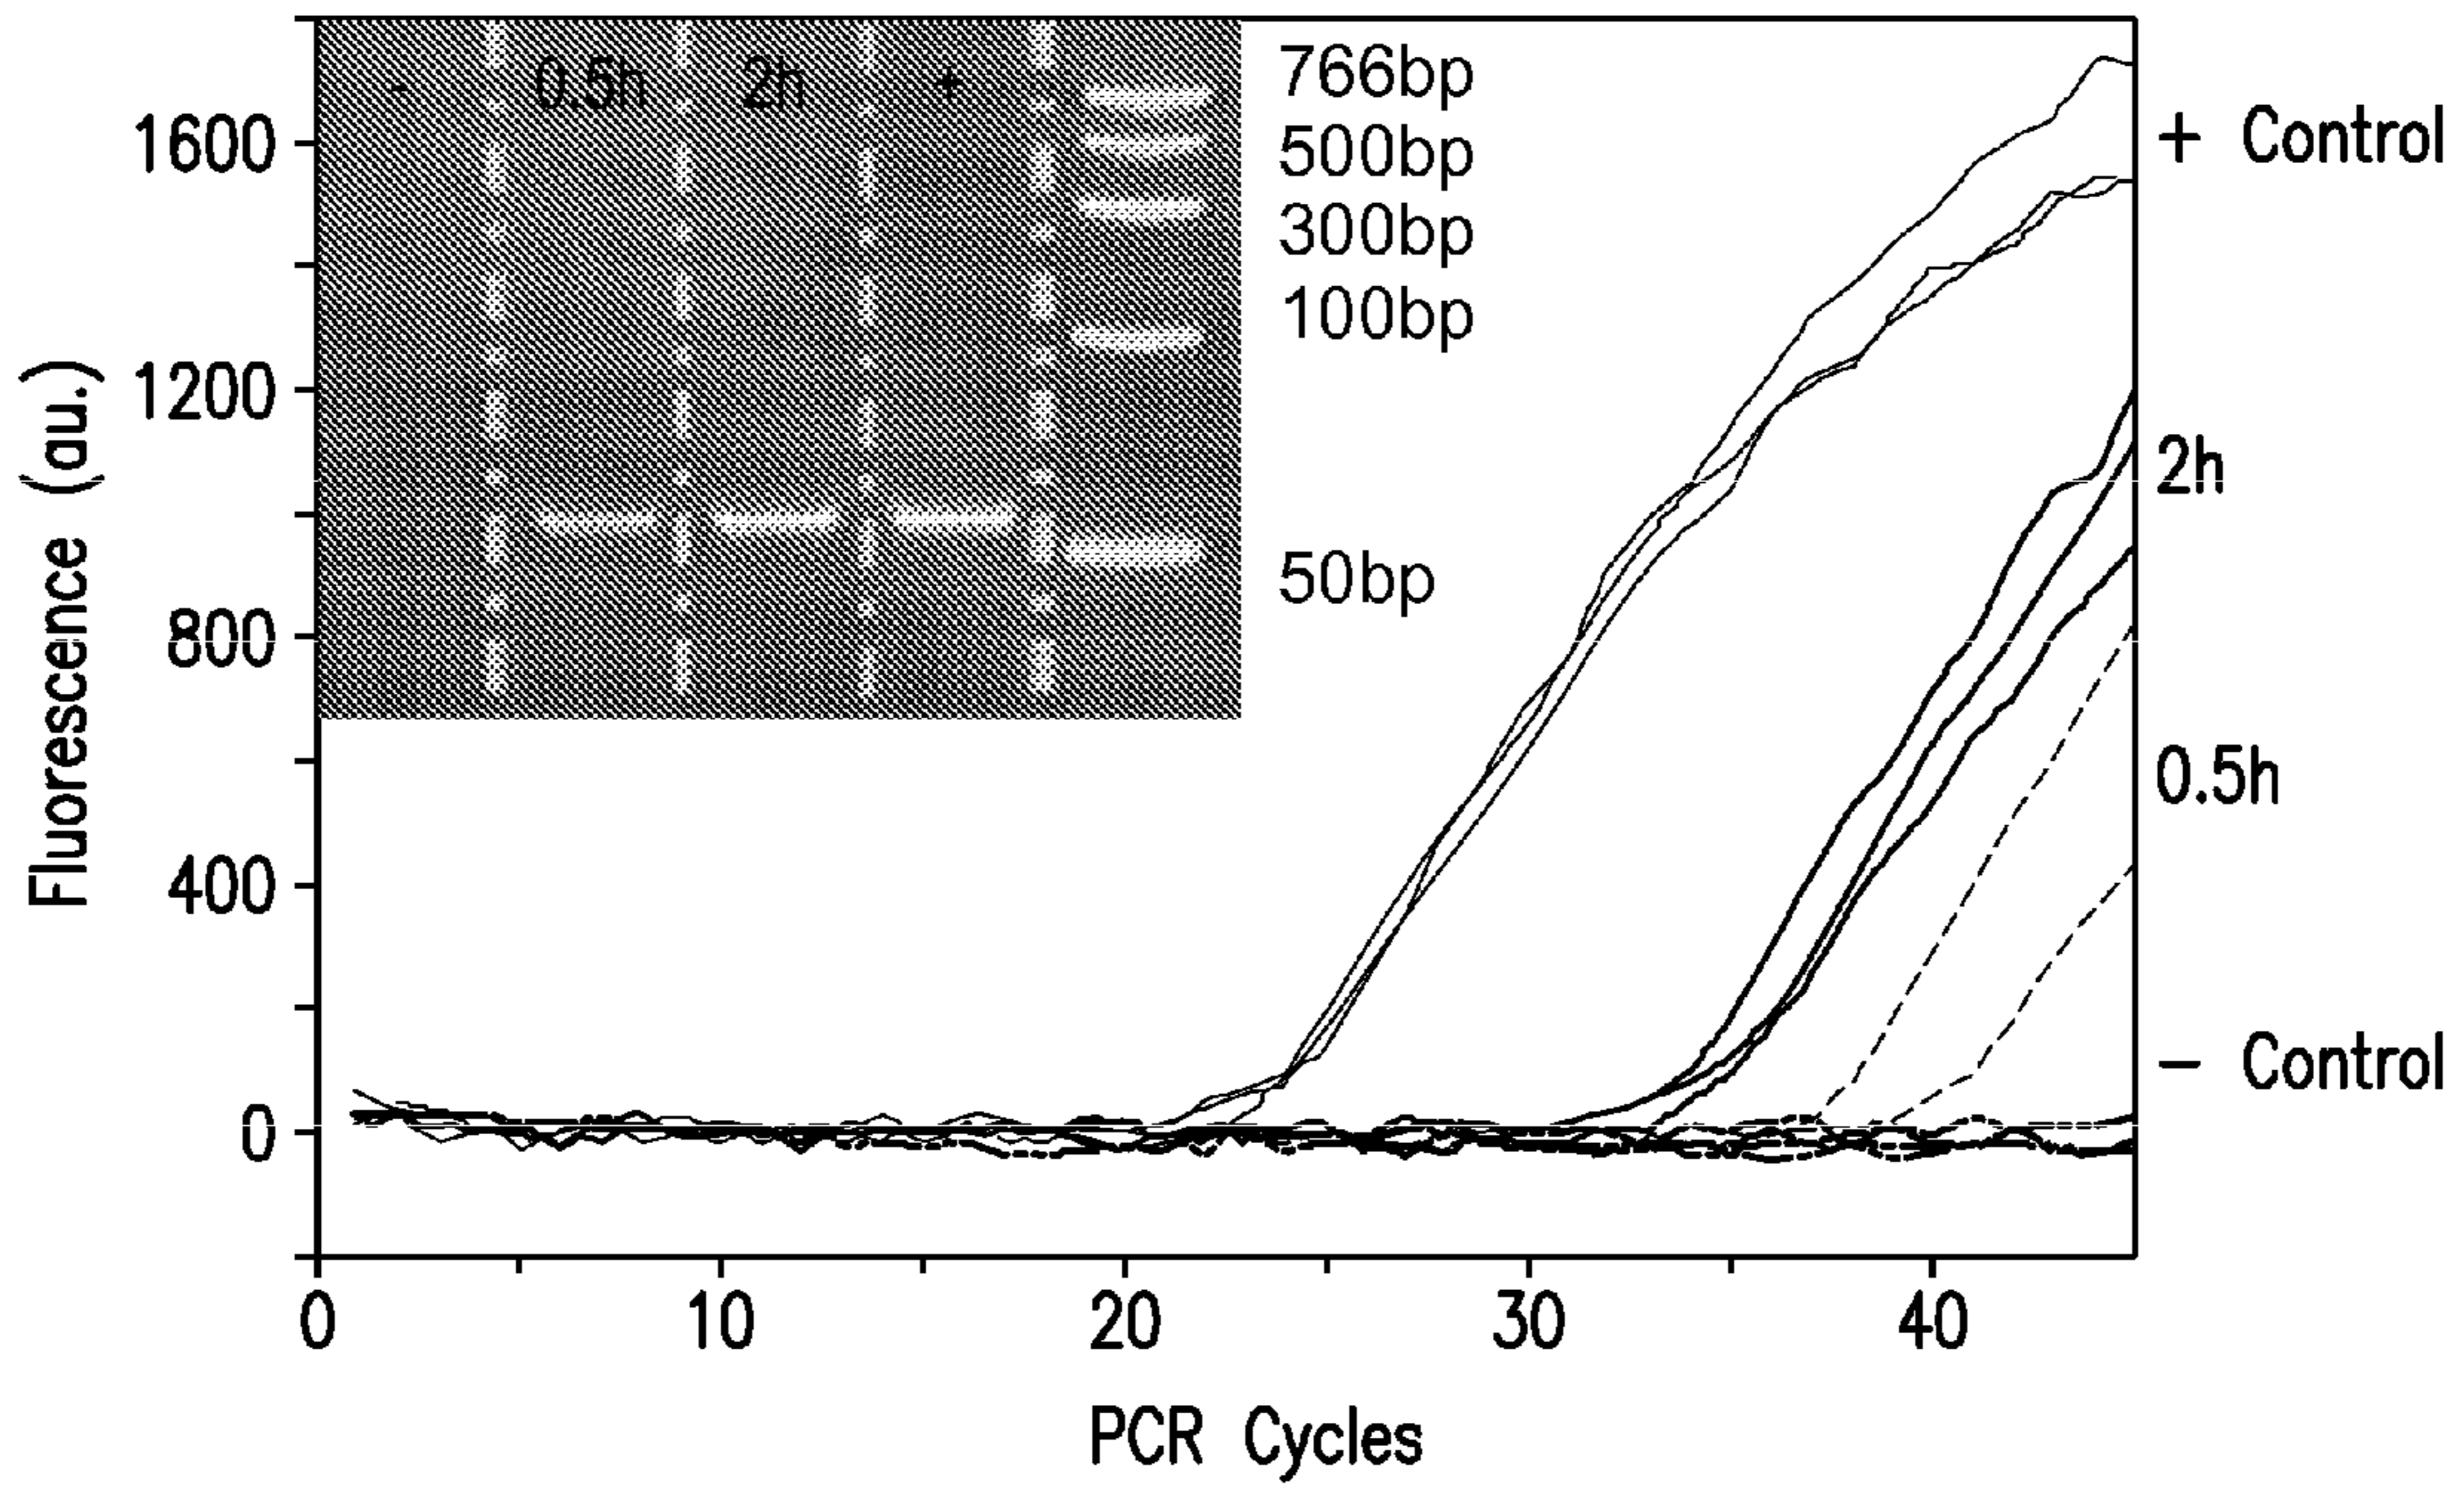 - 0.5h 2h +
766bp
500bp
300bp
100bp
50bp
1600
1200
800
400
0
Fluorescence (au.)
+ Control
2h
0.5h
- Control
0 10 20 30 40
PCR Cycles